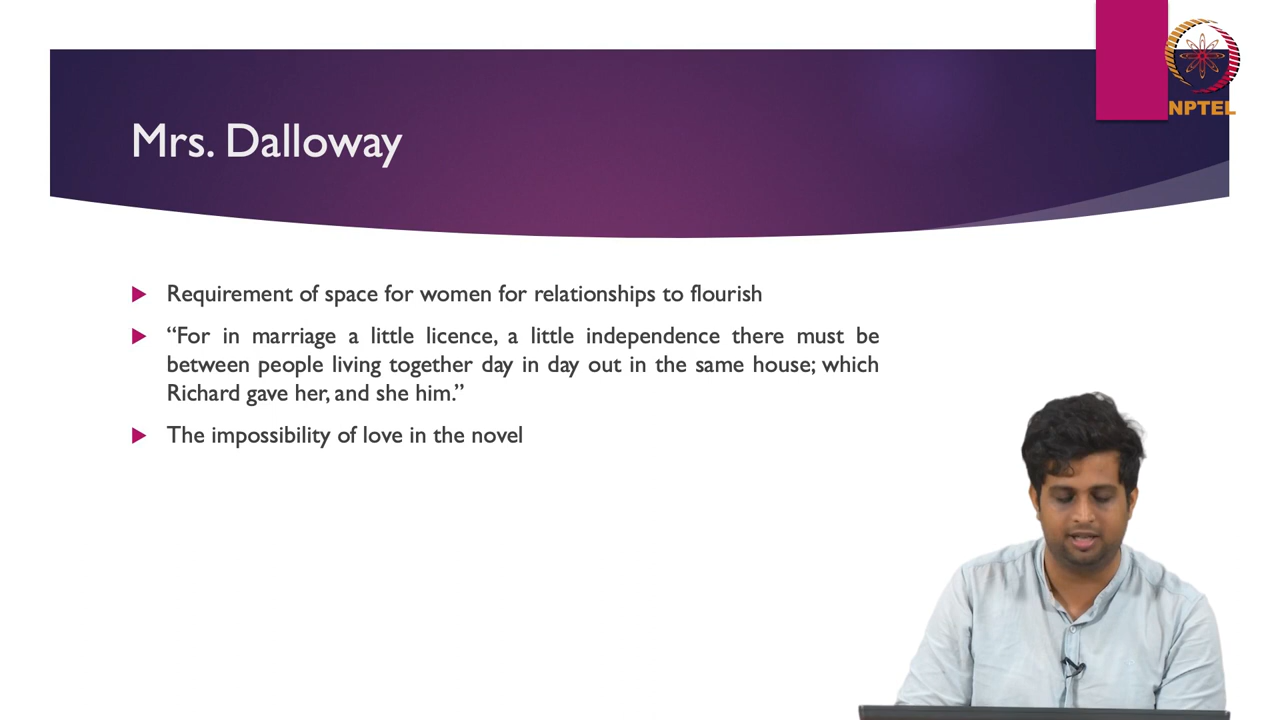 NPTEL
Mrs. Dalloway
Requirement of space for women for relationships to flourish
“For in marriage a little licence, a little independence there must be
between people living together day in day out in the same house; which
Richard gave her, and she him.”
The impossibility of love in the novel